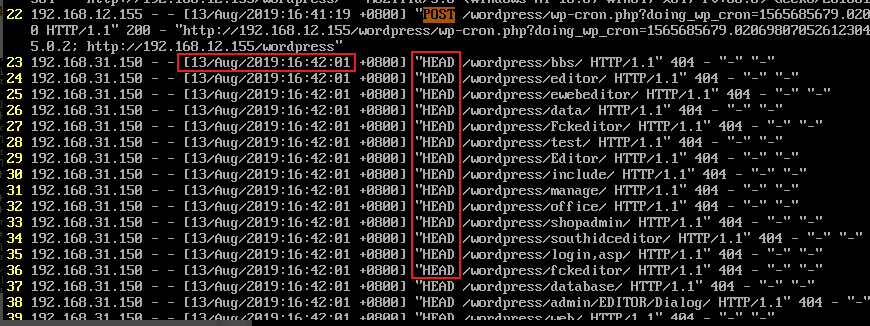 22 192.168.12.155 - - [13/Aug/2019:16:41:19 +0800] "POST /wordpress/wp-cron.php?doing_wp_cron=1565685679.020
0 HTTP/1.1" 200 - "http://192.168.12.155/wordpress/wp-cron.php?doing_wp_cron=1565685679.020698070526123O4
5.0.2; http://192.168.12.155/wordpress"
23 192.168.31.150 - - [13/Aug/2019:16:42:01 +0800] "HEAD /wordpress/bbs/ HTTP/1.1" 404 - "-" "-"
24 192.168.31.150 - - [13/Aug/2019:16:42:01 +0800] "HEAD /wordpress/editor/ HTTP/1.1" 404 - "-" "-"
25 192.168.31.150 - - [13/Aug/2019:16:42:01 +0800] "HEAD /wordpress/ewebeditor/ HTTP/1.1" 404 - "-" "-"
26 192.168.31.150 - - [13/Aug/2019:16:42:01 +0800] "HEAD /wordpress/data/ HTTP/1.1" 404 - "-" "-"
27 192.168.31.150 - - [13/Aug/2019:16:42:01 +0800] "HEAD /wordpress/Fckeditor/ HTTP/1.1" 404 - "-" "-"
28 192.168.31.150 - - [13/Aug/2019:16:42:01 +0800] "HEAD /wordpress/test/ HTTP/1.1" 404 - "-" "-"
29 192.168.31.150 - - [13/Aug/2019:16:42:01 +0800] "HEAD /wordpress/Editor/ HTTP/1.1" 404 - "-" "-"
30 192.168.31.150 - - [13/Aug/2019:16:42:01 +0800] "HEAD /wordpress/include/ HTTP/1.1" 404 - "-" "-"
31 192.168.31.150 - - [13/Aug/2019:16:42:01 +0800] "HEAD /wordpress/manage/ HTTP/1.1" 404 - "-" "-"
32 192.168.31.150 - - [13/Aug/2019:16:42:01 +0800] "HEAD /wordpress/office/ HTTP/1.1" 404 - "-" "-"
33 192.168.31.150 - - [13/Aug/2019:16:42:01 +0800] "HEAD /wordpress/shopadmin/ HTTP/1.1" 404 - "-" "-"
34 192.168.31.150 - - [13/Aug/2019:16:42:01 +0800] "HEAD /wordpress/southidceditor/ HTTP/1.1" 404 - "-" "-"
35 192.168.31.150 - - [13/Aug/2019:16:42:01 +0800] "HEAD /wordpress/login,asp/ HTTP/1.1" 404 - "-" "-"
36 192.168.31.150 - - [13/Aug/2019:16:42:01 +0800] "HEAD /wordpress/fckeditor/ HTTP/1.1" 404 - "-" "-"
37 192.168.31.150 - - [13/Aug/2019:16:42:01 +0800] "HEAD /wordpress/database/ HTTP/1.1" 404 - "-" "-"
38 192.168.31.150 - - [13/Aug/2019:16:42:01 +0800] "HEAD /wordpress/admin/EDITOR/Dialog/ HTTP/1.1" 404 - "-"
39 192.168.31.150 - - [13/Aug/2019:16:42:01 +0800] "HEAD /wordpress/web/ HTTP/1.1" 404 - "-" "-"